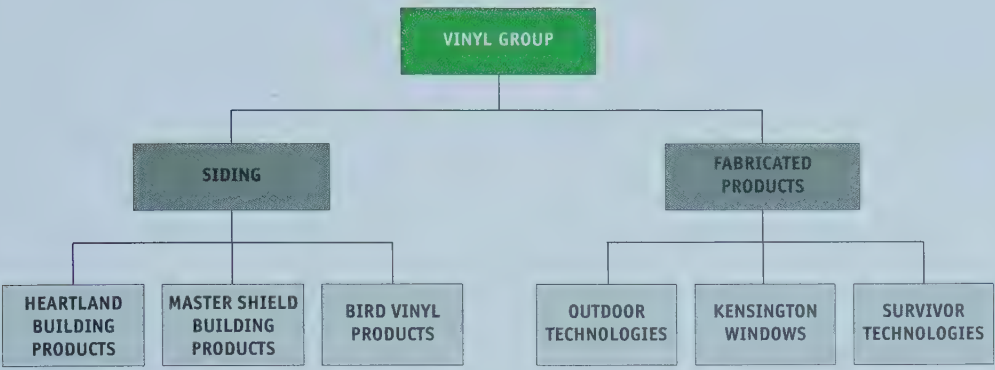 VINYL GROUP
SIDING
FABRICATED
PRODUCTS
HEARTLAND
BUILDING
PRODUCTS
MASTER SHIELD
BUILDING
PRODUCTS
BIRD VINYL
PRODUCTS
OUTDOOR
TECHNOLOGIES
KENSINGTON
WINDOWS
SURVIVOR
TECHNOLOGIES